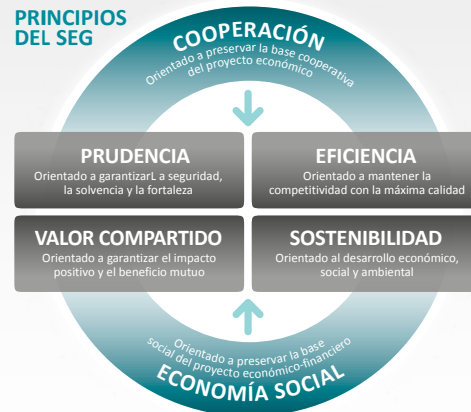 PRINCIPIOS
DEL SEG
COOPERACIÓN
Orientado a preservar la base cooperativa
del proyecto económico
PRUDENCIA
Orientado a garantizarL a seguridad,
la solvencia y la fortaleza
EFICIENCIA
Orientado a mantener la
competitividad con la máxima calidad
VALOR COMPARTIDO
Orientado a garantizar el impacto
positivo y el beneficio mutuo
SOSTENIBILIDAD
Orientado al desarrollo económico,
social y ambiental
Orientado a preservar la base
social del proyecto económico-financiero
ECONOMÍA SOCIAL